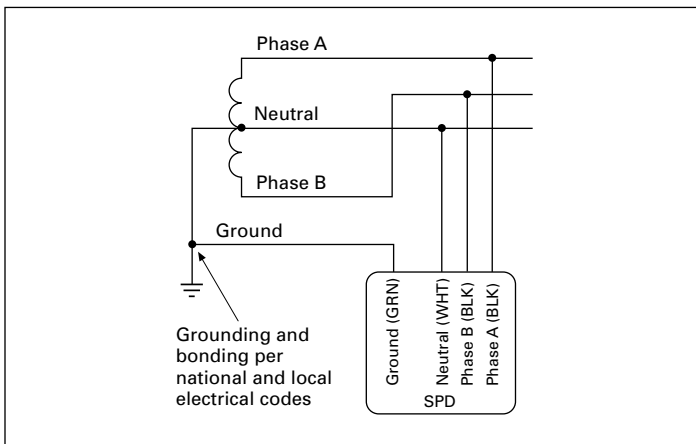 Phase A
Neutral
Phase B
Ground
Grounding and
bonding per
national and local
electrical codes
Ground (GRN)
Neutral (WHT)
Phase B (BLK)
Phase A (BLK)
SPD